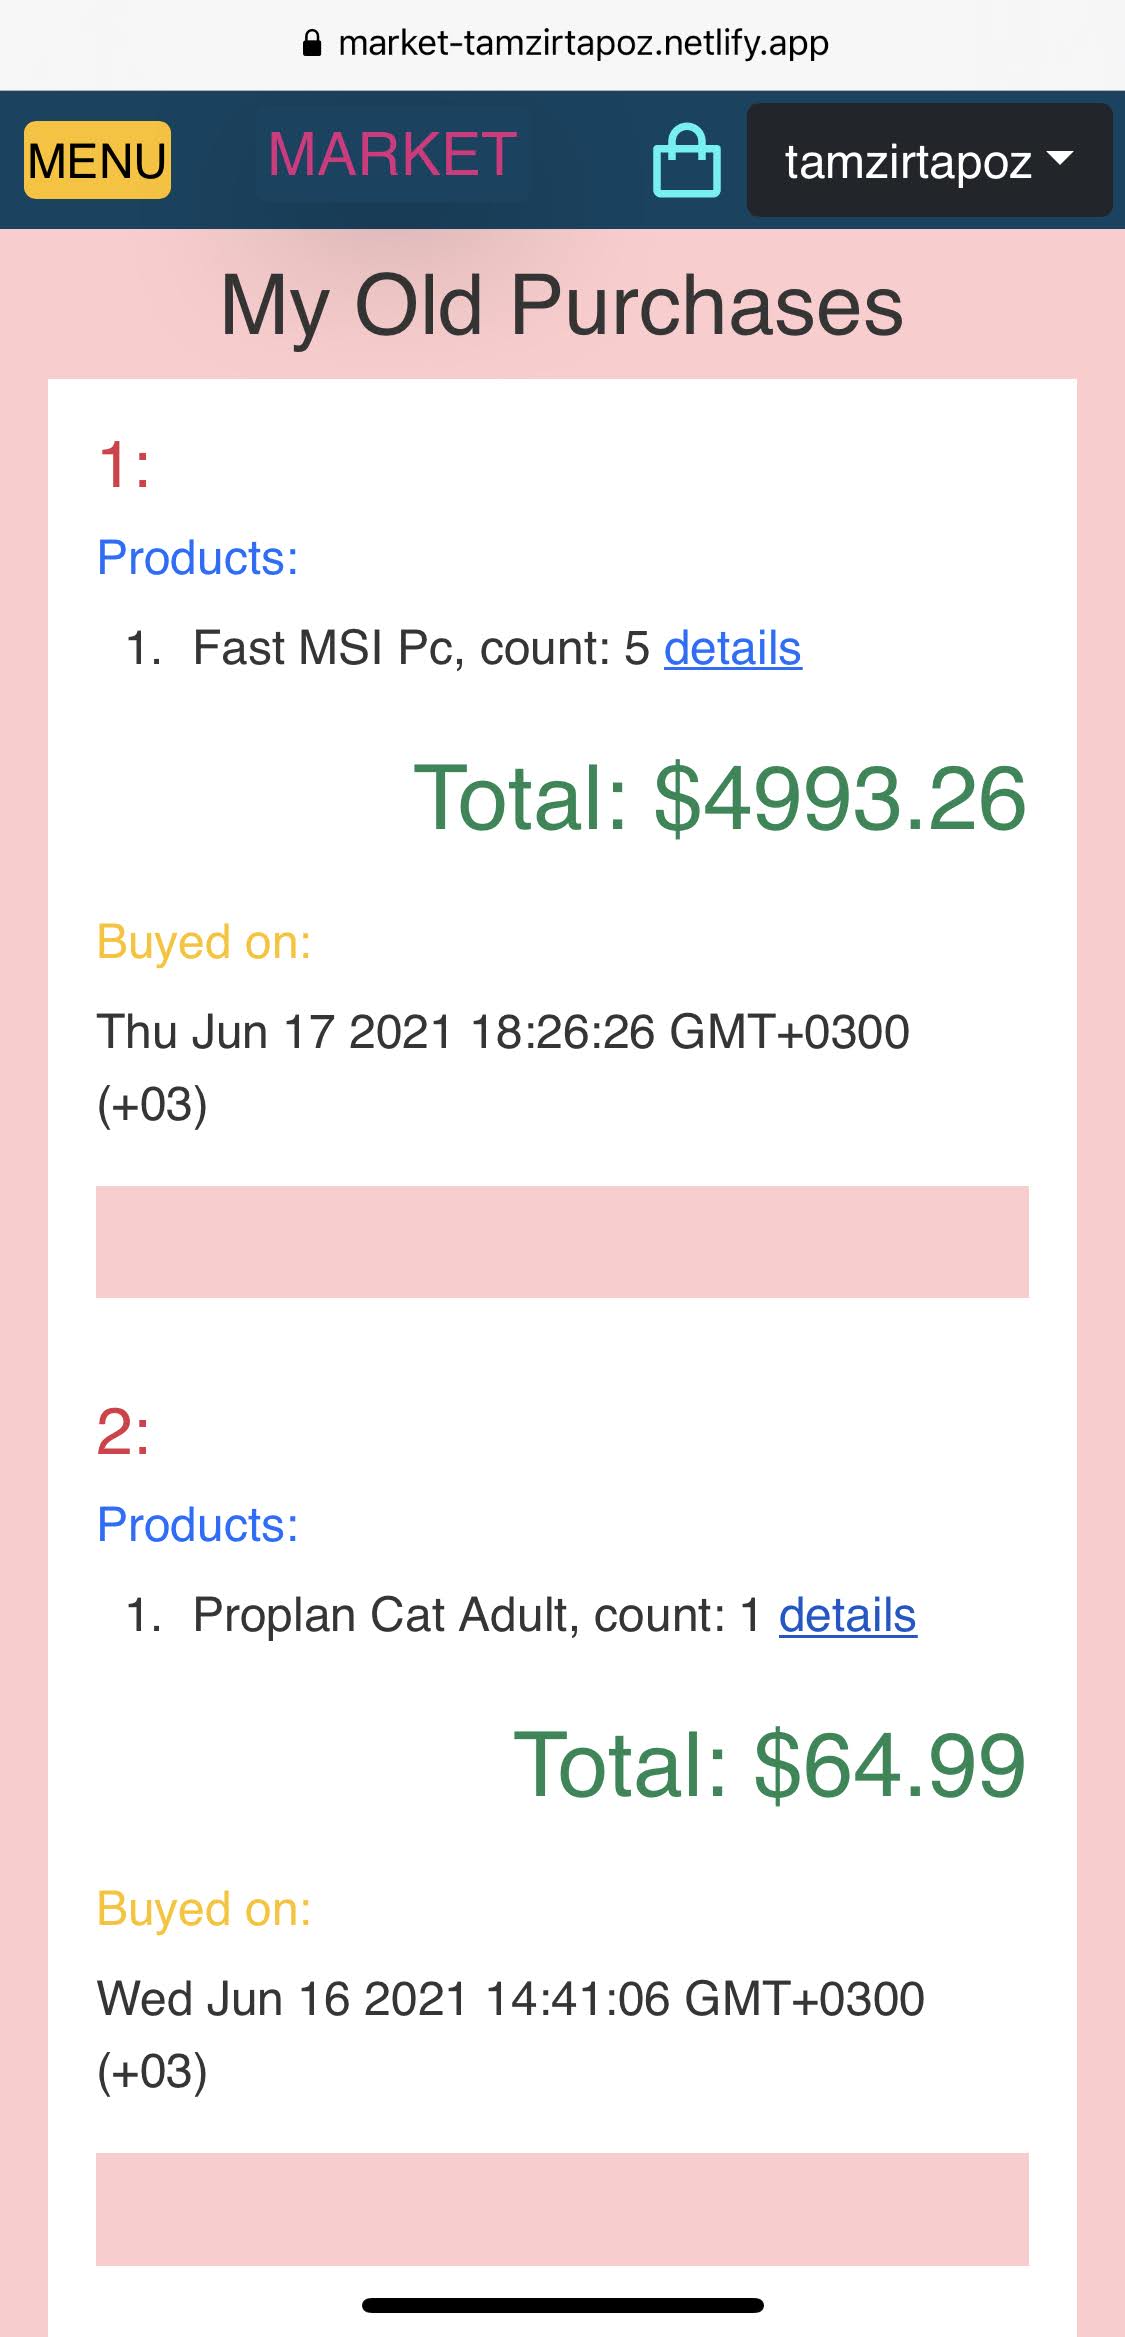 market-tamzirtapoz.netlify.app
MENU MARKET tamzirtapoz
My Old Purchases
1:
Products:
1. Fast MSI Pc, count: 5 details
Total: $4993.26
Buyed on:
Thu Jun 17 2021 18:26:26 GMT+0300
(+03)
2:
Products:
1. Proplan Cat Adult, count: 1 details
Total: $64.99
Buyed on:
Wed Jun 16 2021 14:41:06 GMT+0300
(+03)